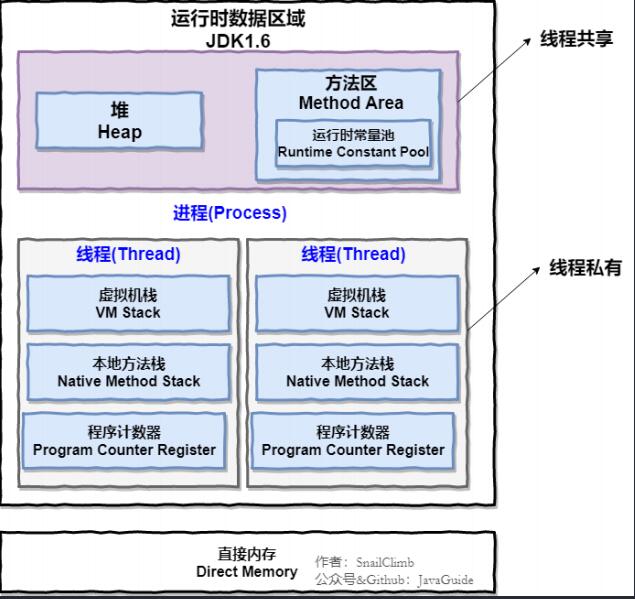 运行时数据区域
JDK1.6
线程共享
堆
Heap
方法区
Method Area
运行时常量池
Runtime Constant Pool
进程(Process)
线程(Thread)
虚拟机栈
VM Stack
本地方法栈
Native Method Stack
程序计数器
Program Counter Register
线程(Thread)
虚拟机栈
VM Stack
本地方法栈
Native Method Stack
程序计数器
Program Counter Register
线程私有
直接内存
Direct Memory
作者：SnailClimb
公众号&Github：JavaGuide